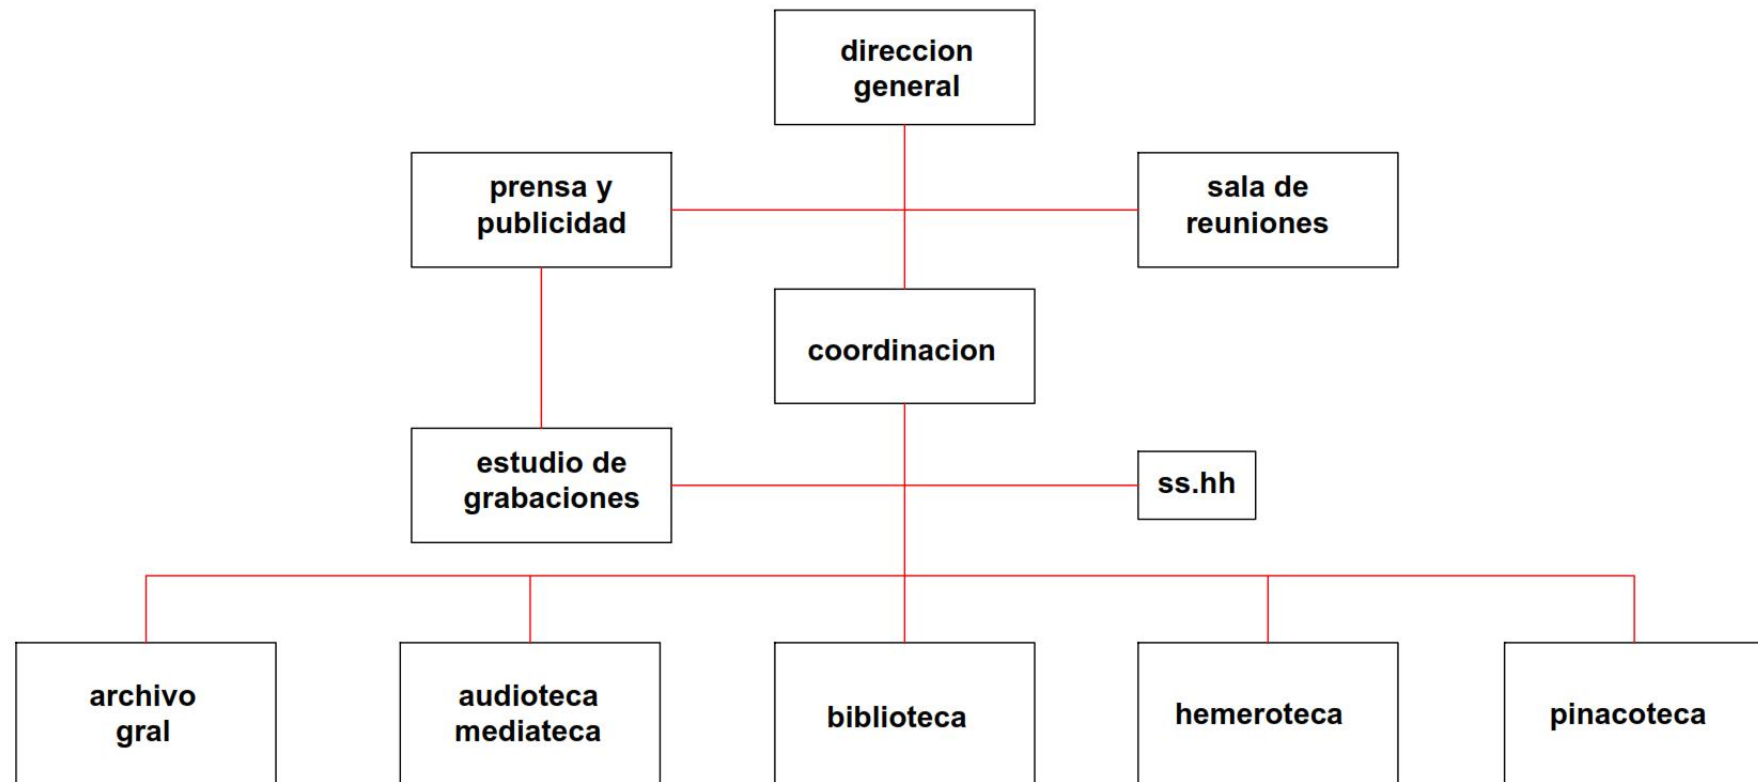 direccion
general
prensa y
publicidad
sala de
reuniones
coordinacion
estudio de
grabaciones
ss.hh
archivo
gral
audioteca
mediateca
biblioteca
hemeroteca
pinacoteca